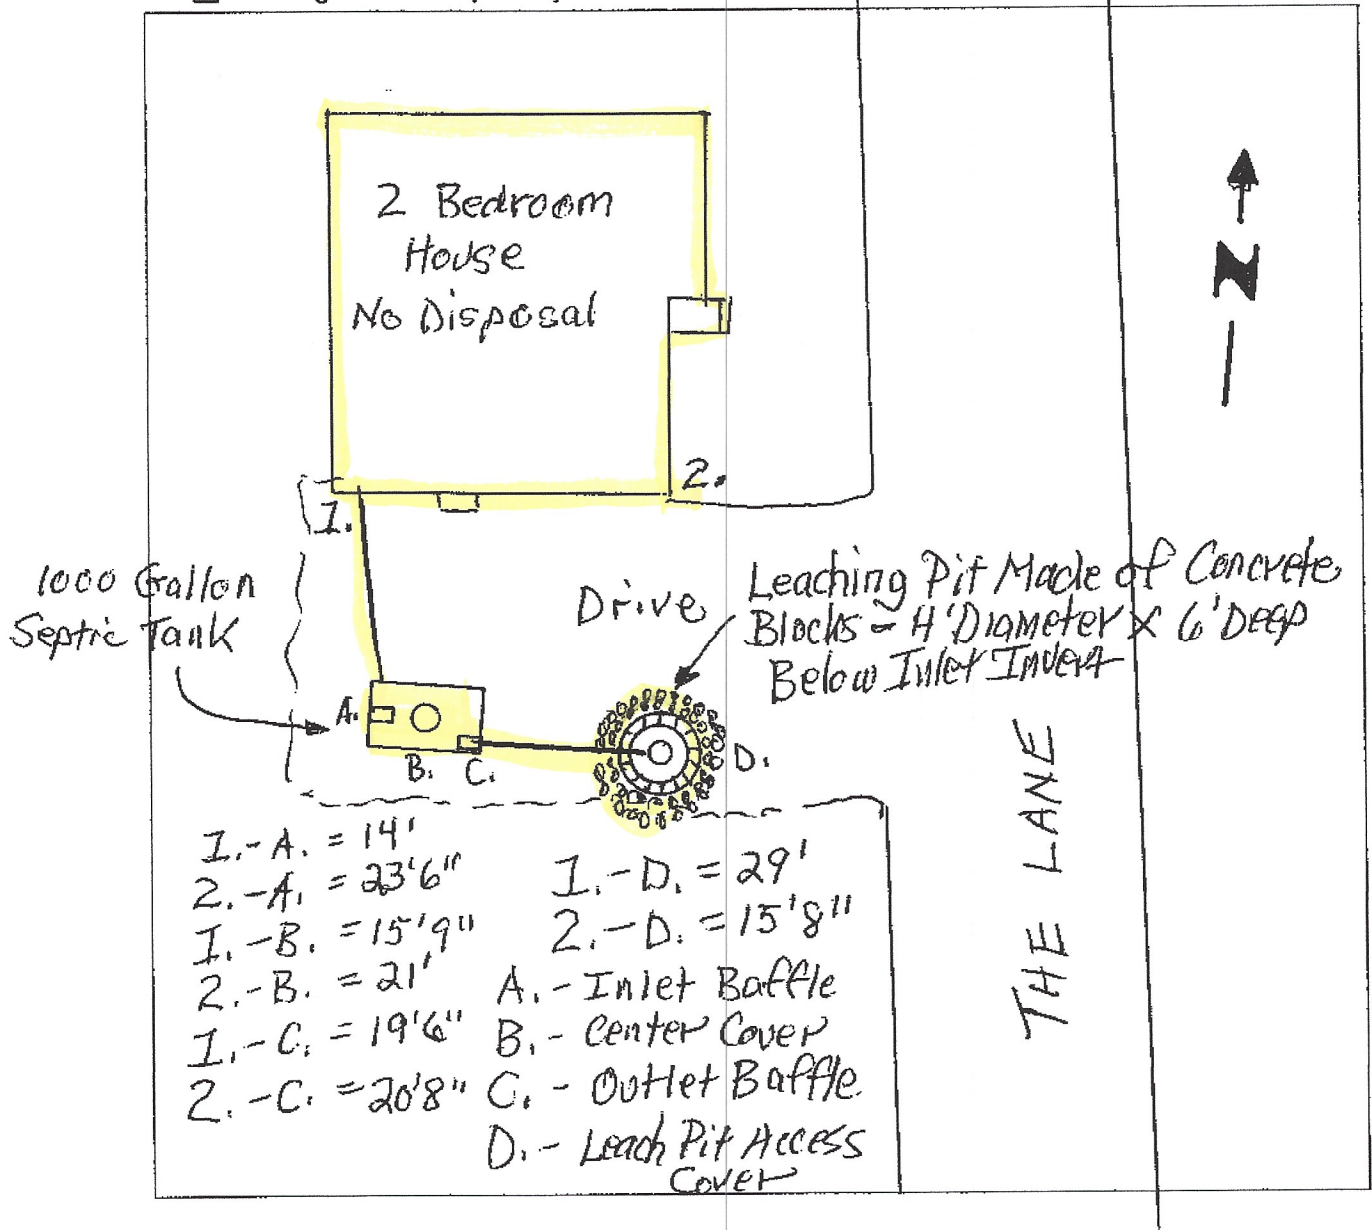 2 Bedroom
House
No Disposal
N
1.
2.
1000 Gallon
Septic Tank
Drive
Leaching Pit Made of Concrete
Blocks - 4' Diameter x 6' Deep
Below Inlet Invert
A.
B.
C.
D.
THE LANE
1.-A. = 14'
2.-A. = 23'6"
1.-B. = 15'9"
2.-B. = 21'
1.-C. = 19'6"
2.-C. = 20'8"
1.-D. = 29'
2.-D. = 15'8"
A. - Inlet Baffle
B. - Center Cover
C. - Outlet Baffle
D. - Leach Pit Access
Cover